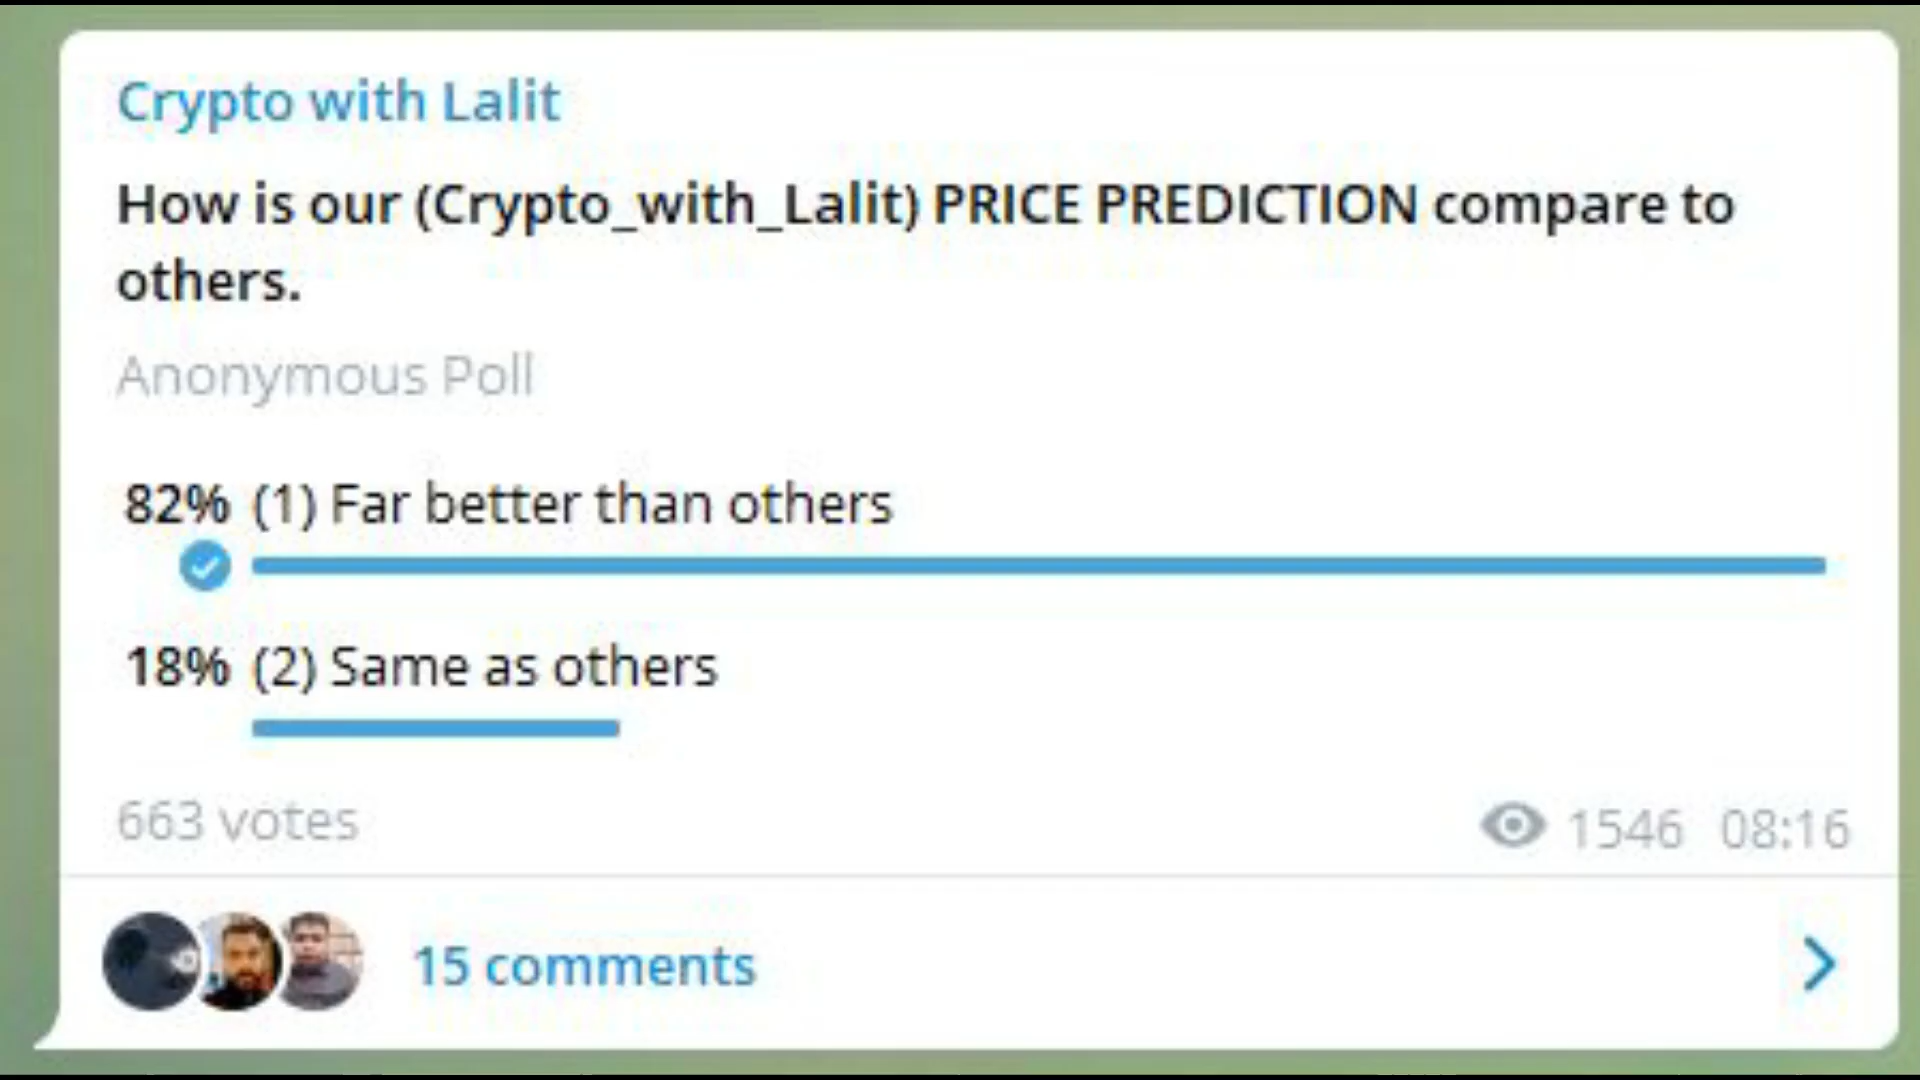 Crypto with Lalit
How is our (Crypto_with_Lalit) PRICE PREDICTION compare to
others.
Anonymous Poll
82% (1) Far better than others
18% (2) Same as others
663 votes 1546 08:16
15 comments